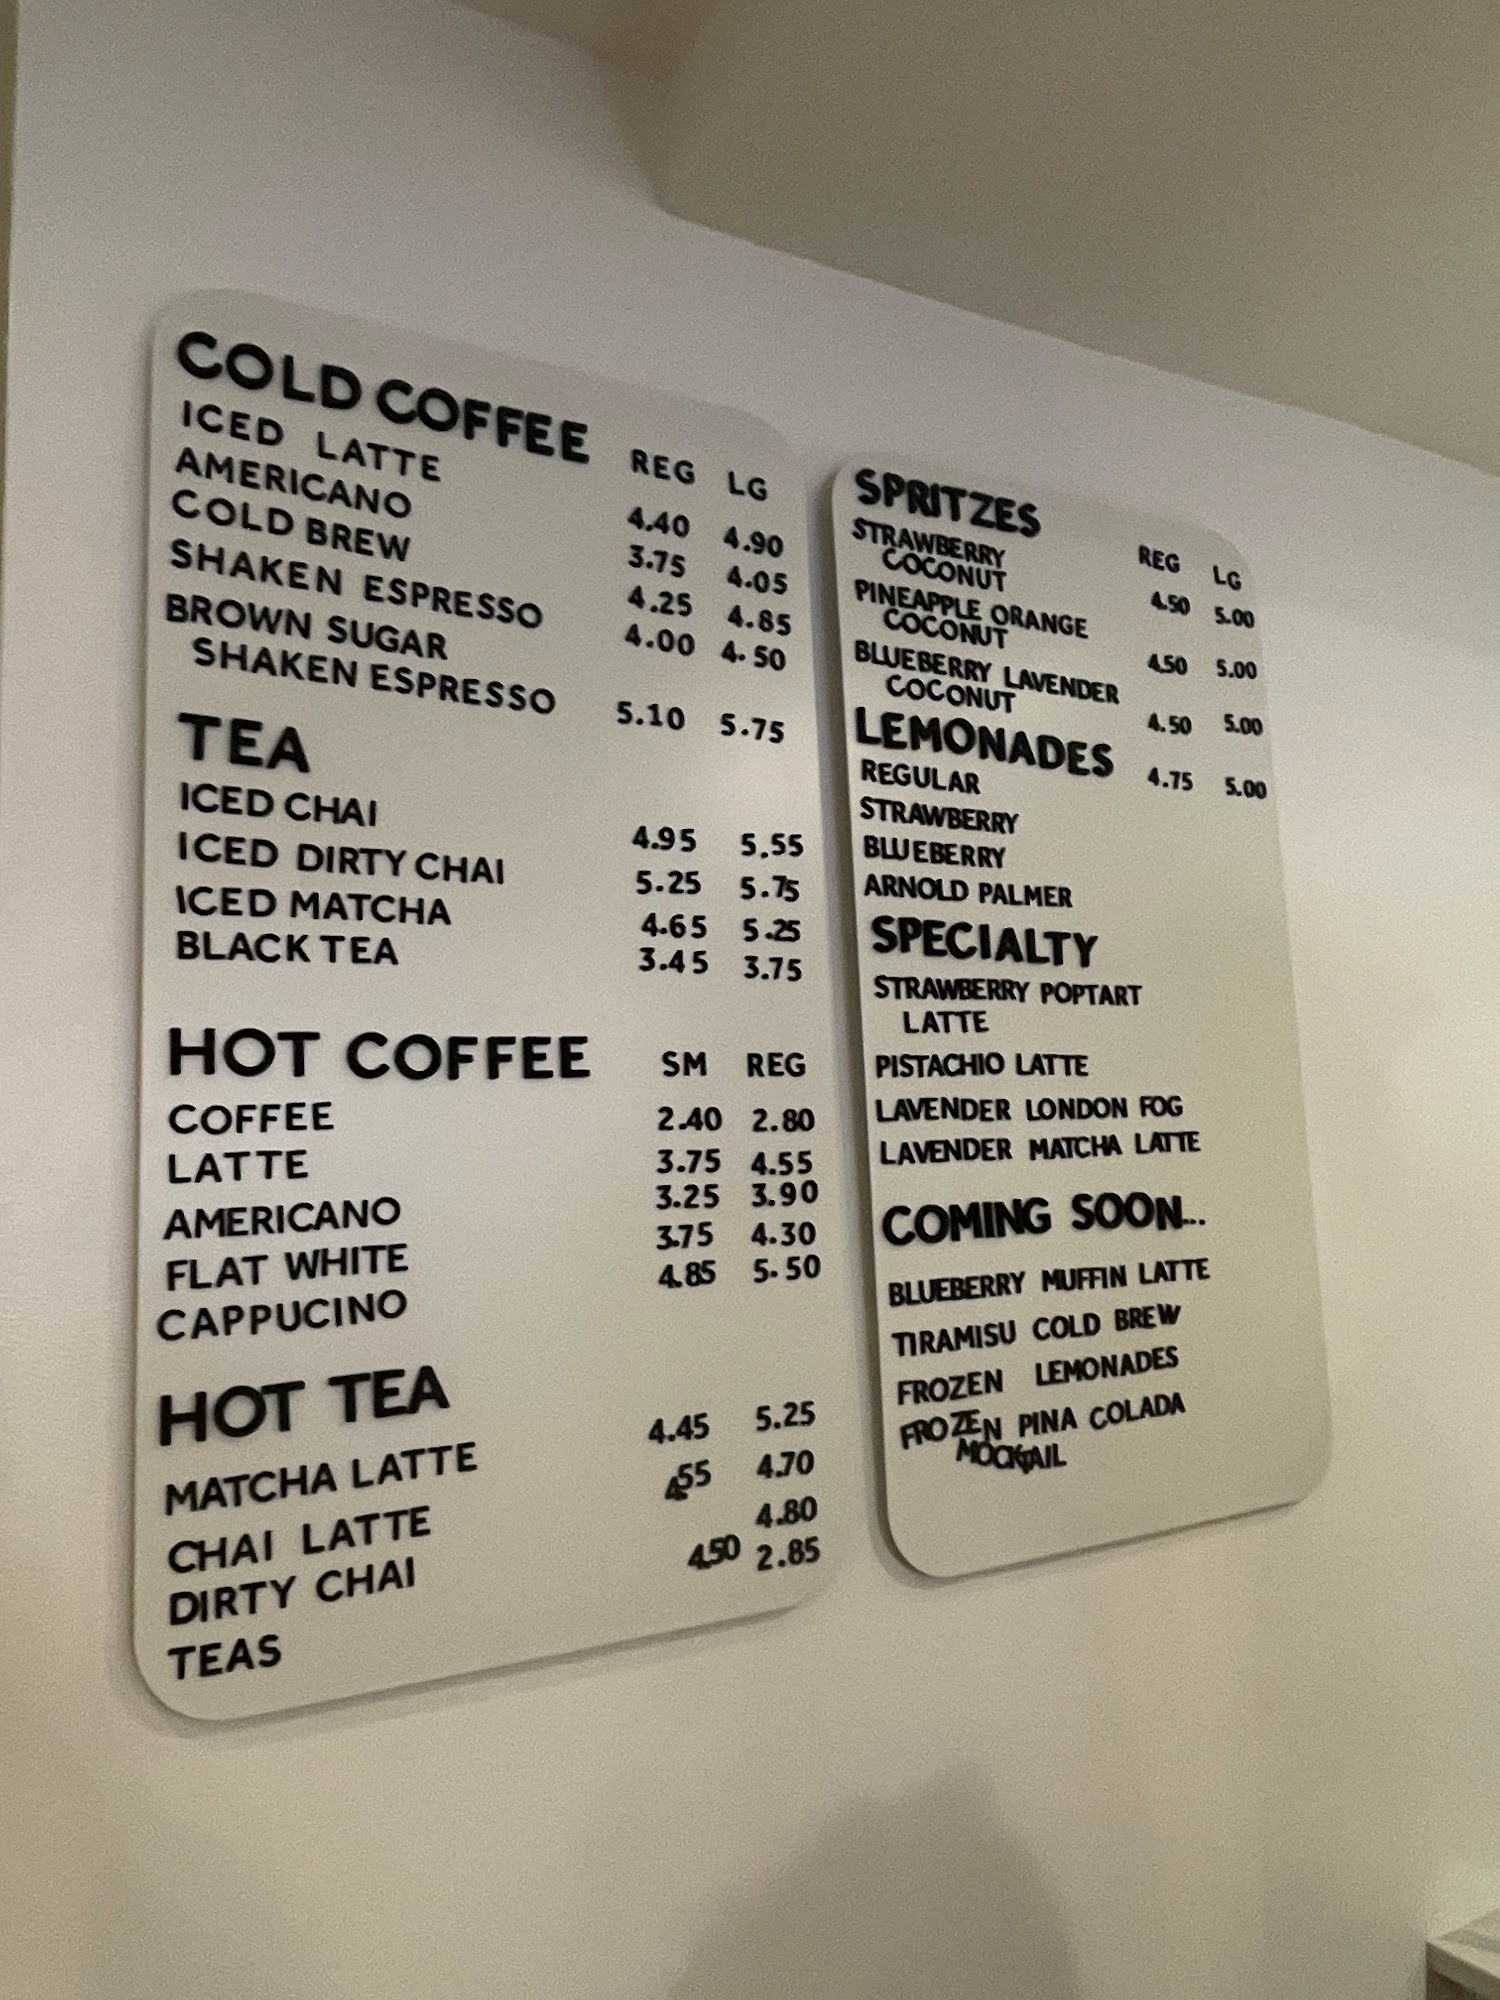 COLD COFFEE REG LG
ICED LATTE 4.40 4.90
AMERICANO 3.75 4.05
COLD BREW 4.25 4.85
SHAKEN ESPRESSO 4.00 4.50
BROWN SUGAR
SHAKEN ESPRESSO 5.10 5.75
TEA
ICED CHAI 4.95 5.55
ICED DIRTY CHAI 5.25 5.75
ICED MATCHA 4.65 5.25
BLACK TEA 3.45 3.75
HOT COFFEE SM REG
COFFEE 2.40 2.80
LATTE 3.75 4.55
AMERICANO 3.25 3.90
FLAT WHITE 3.75 4.30
CAPPUCINO 4.85 5.50
HOT TEA
MATCHA LATTE 4.45 5.25
CHAI LATTE 4.55 4.70
DIRTY CHAI 4.80
TEAS 4.50 2.85
SPRITZES REG LG
STRAWBERRY
COCONUT 4.50 5.00
PINEAPPLE ORANGE
COCONUT 4.50 5.00
BLUEBERRY LAVENDER
COCONUT 4.50 5.00
LEMONADES 4.75 5.00
REGULAR
STRAWBERRY
BLUEBERRY
ARNOLD PALMER
SPECIALTY
STRAWBERRY POPTART
LATTE
PISTACHIO LATTE
LAVENDER LONDON FOG
LAVENDER MATCHA LATTE
COMING SOON...
BLUEBERRY MUFFIN LATTE
TIRAMISU COLD BREW
FROZEN LEMONADES
FROZEN PINA COLADA
MOCKTAIL